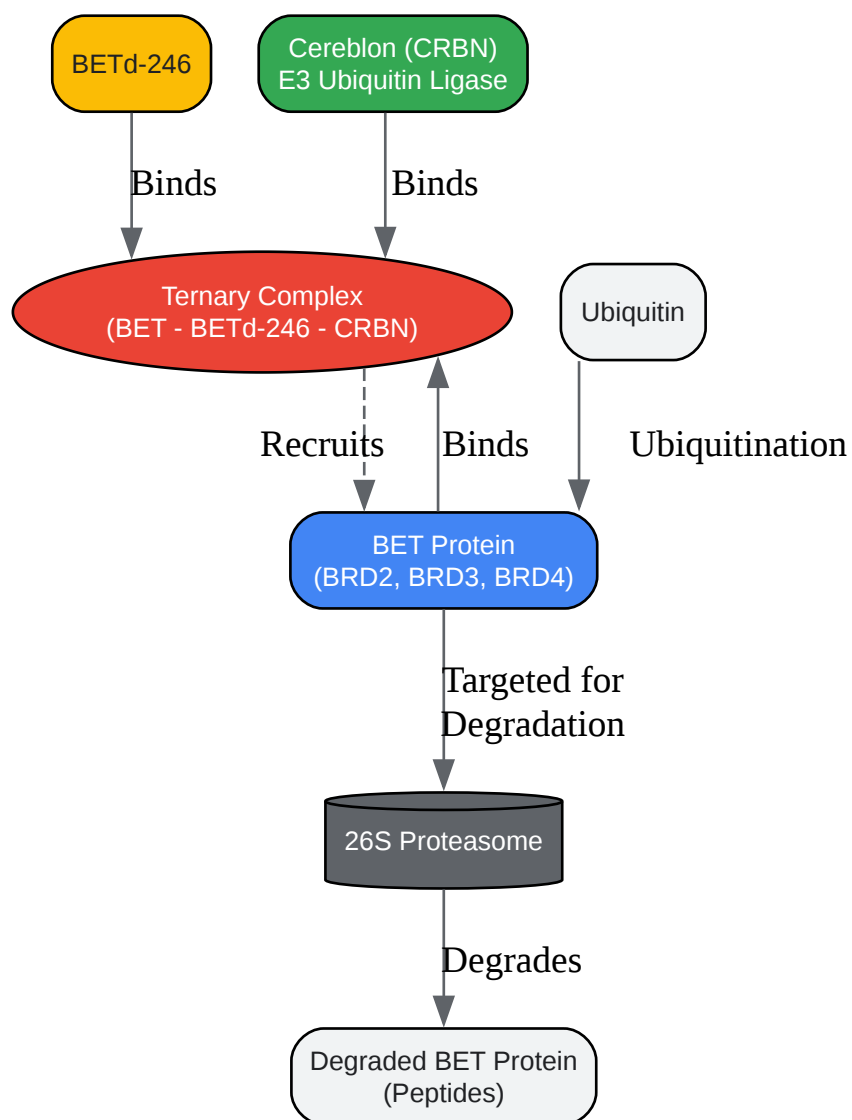 BETd-246
Cereblon (CRBN)
E3 Ubiquitin Ligase
Binds
Binds
Ternary Complex
(BET - BETd-246 - CRBN)
Ubiquitin
Recruits
Binds
Ubiquitination
BET Protein
(BRD2, BRD3, BRD4)
Targeted for
Degradation
26S Proteasome
Degrades
Degraded BET Protein
(Peptides)